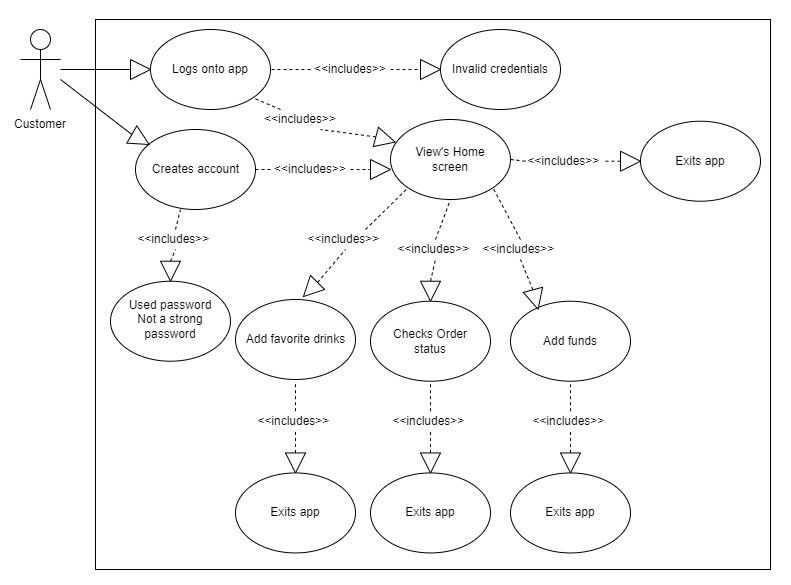 Logs onto app
<<includes>>
Invalid credentials
Customer
<<includes>>
Creates account
<<includes>>
View's Home
screen
<<includes>>
Exits app
<<includes>>
<<includes>>
<<includes>>
<<includes>>
Used password
Not a strong
password
Add favorite drinks
Checks Order
status
Add funds
<<includes>>
<<includes>>
<<includes>>
Exits app
Exits app
Exits app